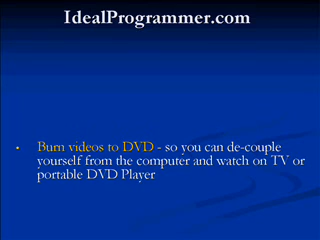 IdealProgrammer.com
• Burn videos to DVD - so you can de-couple
yourself from the computer and watch on TV or
portable DVD Player